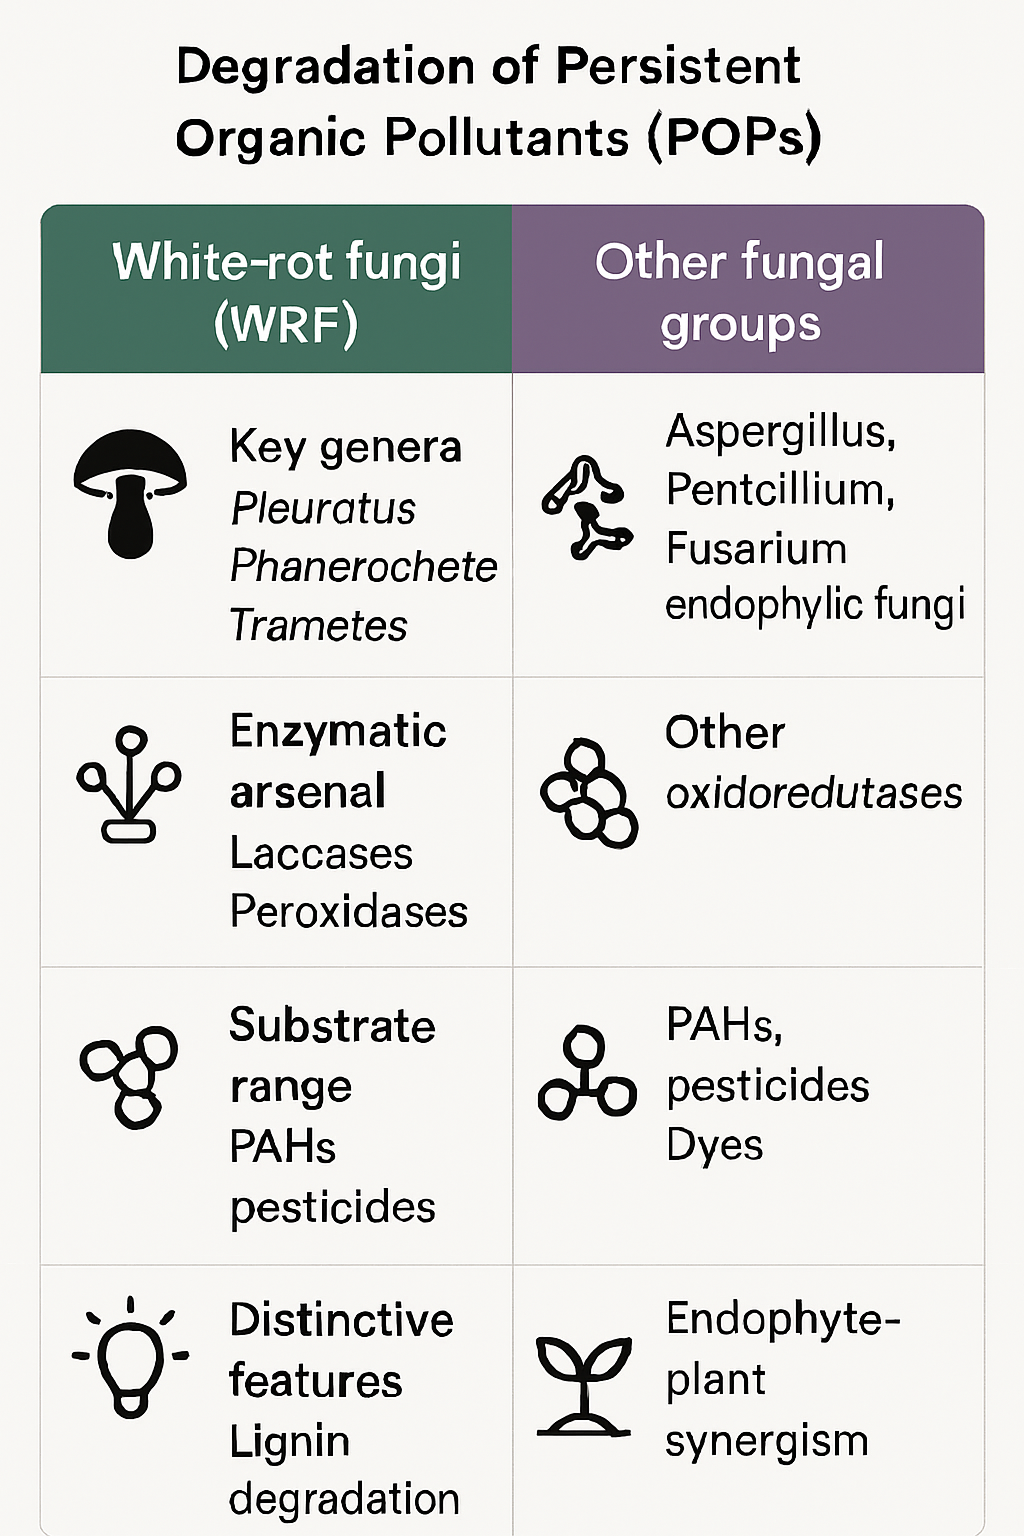 Degradation of Persistent
Organic Pollutants (POPs)
White-rot fungi
(WRF)
Other fungal
groups
Key genera
Pleuratus
Phanerochete
Trametes
Aspergillus,
Pentcillium,
Fusarium
endophylic fungi
Enzymatic
arsenal
Laccases
Peroxidases
Other
oxidoredutases
Substrate
range
PAHs
pesticides
PAHs,
pesticides
Dyes
Distinctive
features
Lignin
degradation
Endophyte-
plant
synergism